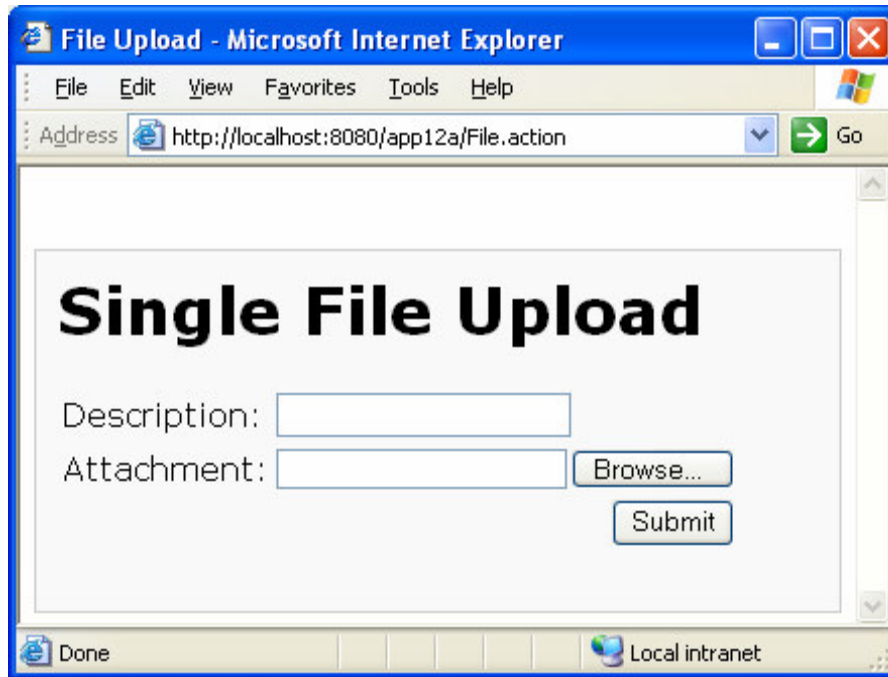 File Upload - Microsoft Internet Explorer
File Edit View Favorites Tools Help
Address http://localhost:8080/app12a/File.action Go
Single File Upload
Description:
Attachment: Browse...
Submit
Done Local intranet